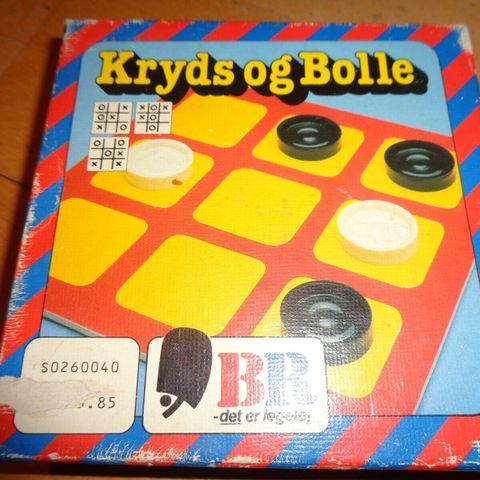 Kryds og Bolle
O X
O X
X O
X O X
O
O
O
O X
X O X
S0260040
.85
BR
-det er legetøj